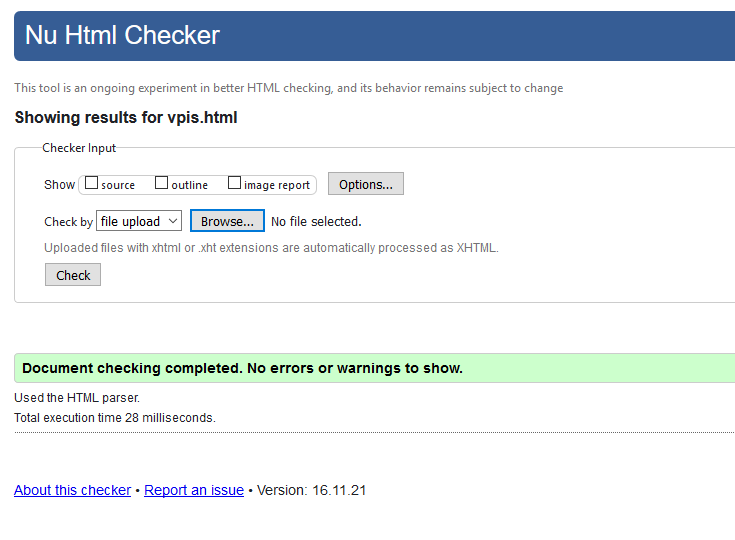 Nu Html Checker
This tool is an ongoing experiment in better HTML checking, and its behavior remains subject to change
Showing results for vpis.html
Checker Input
Show source outline image report Options...
Check by file upload Browse... No file selected.
Uploaded files with xhtml or .xht extensions are automatically processed as XHTML.
Check
Document checking completed. No errors or warnings to show.
Used the HTML parser.
Total execution time 28 milliseconds.
About this checker • Report an issue • Version: 16.11.21